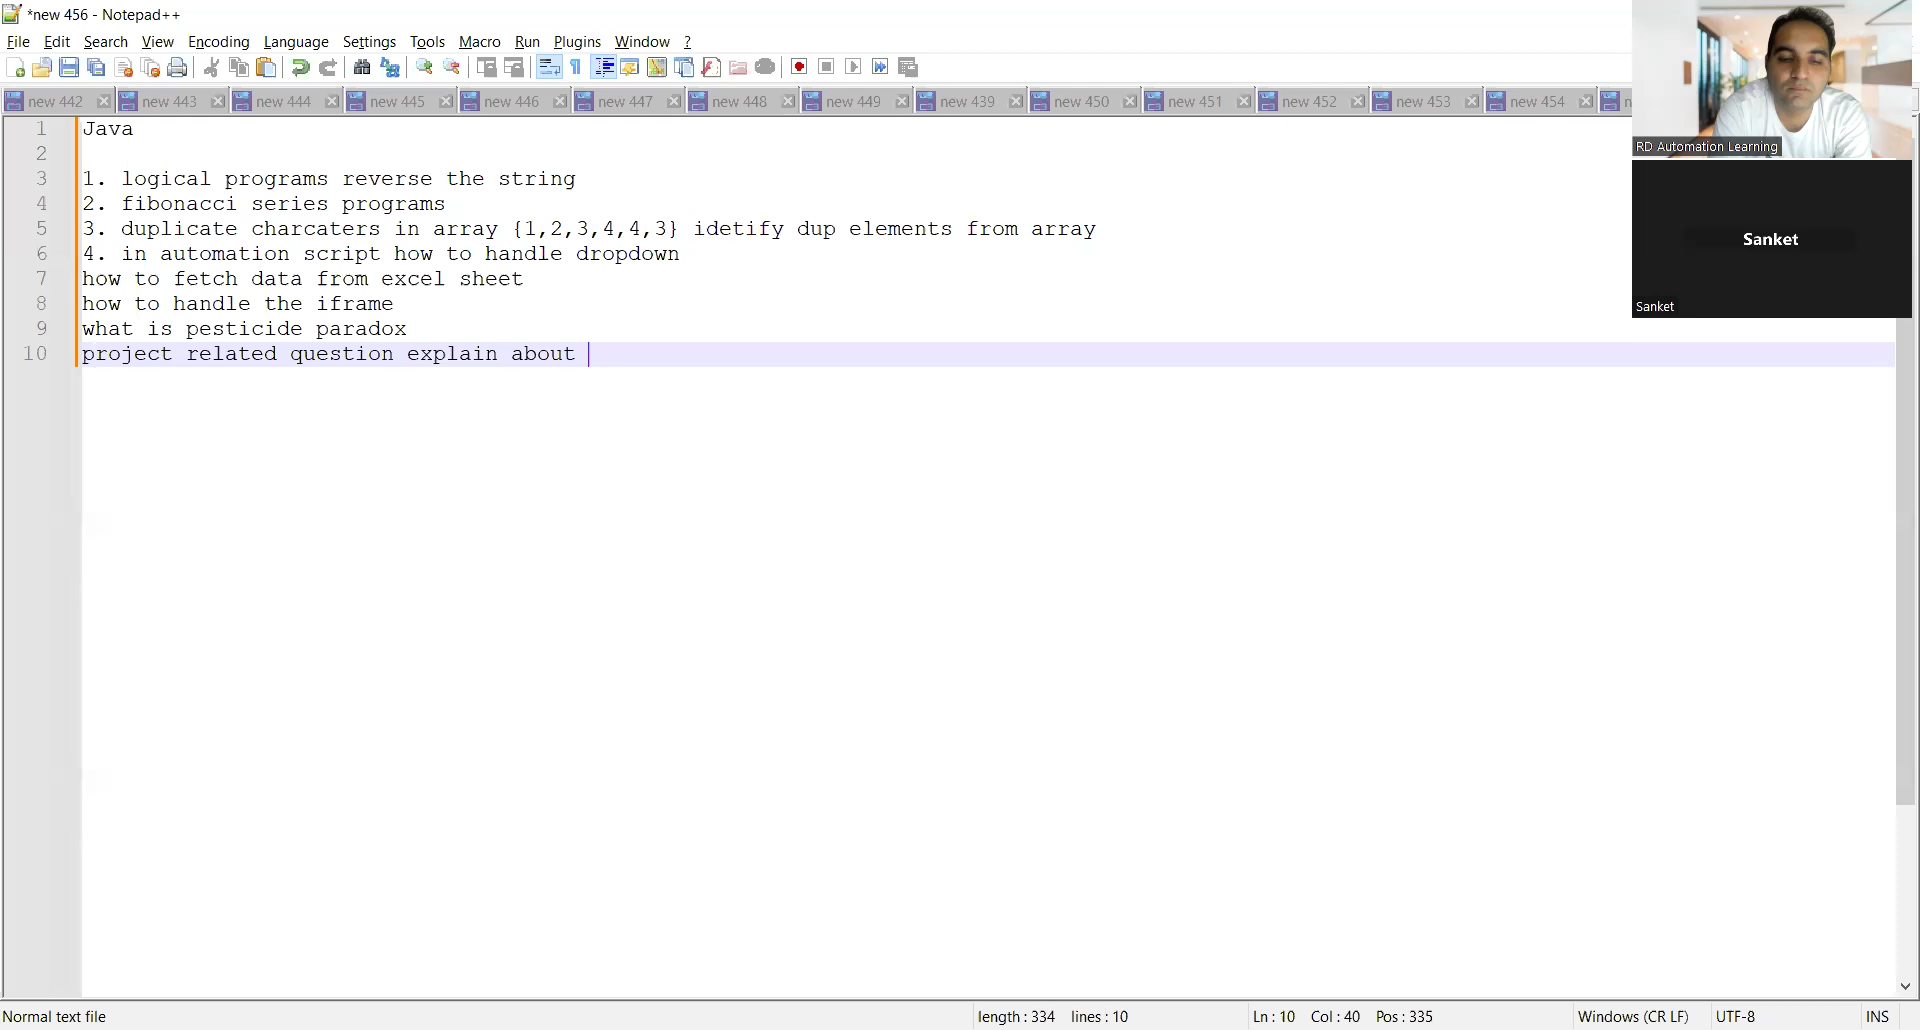 *new 456 - Notepad++
File Edit Search View Encoding Language Settings Tools Macro Run Plugins Window ?
new 442 new 443 new 444 new 445 new 446 new 447 new 448 new 449 new 439 new 450 new 451 new 452 new 453 new 454
RD Automation Learning
Sanket
Sanket
1 Java
2
3 1. logical programs reverse the string
4 2. fibonacci series programs
5 3. duplicate charcaters in array {1,2,3,4,4,3} idetify dup elements from array
6 4. in automation script how to handle dropdown
7 how to fetch data from excel sheet
8 how to handle the iframe
9 what is pesticide paradox
10 project related question explain about
Normal text file length : 334 lines : 10 Ln : 10 Col : 40 Pos : 335 Windows (CR LF) UTF-8 INS